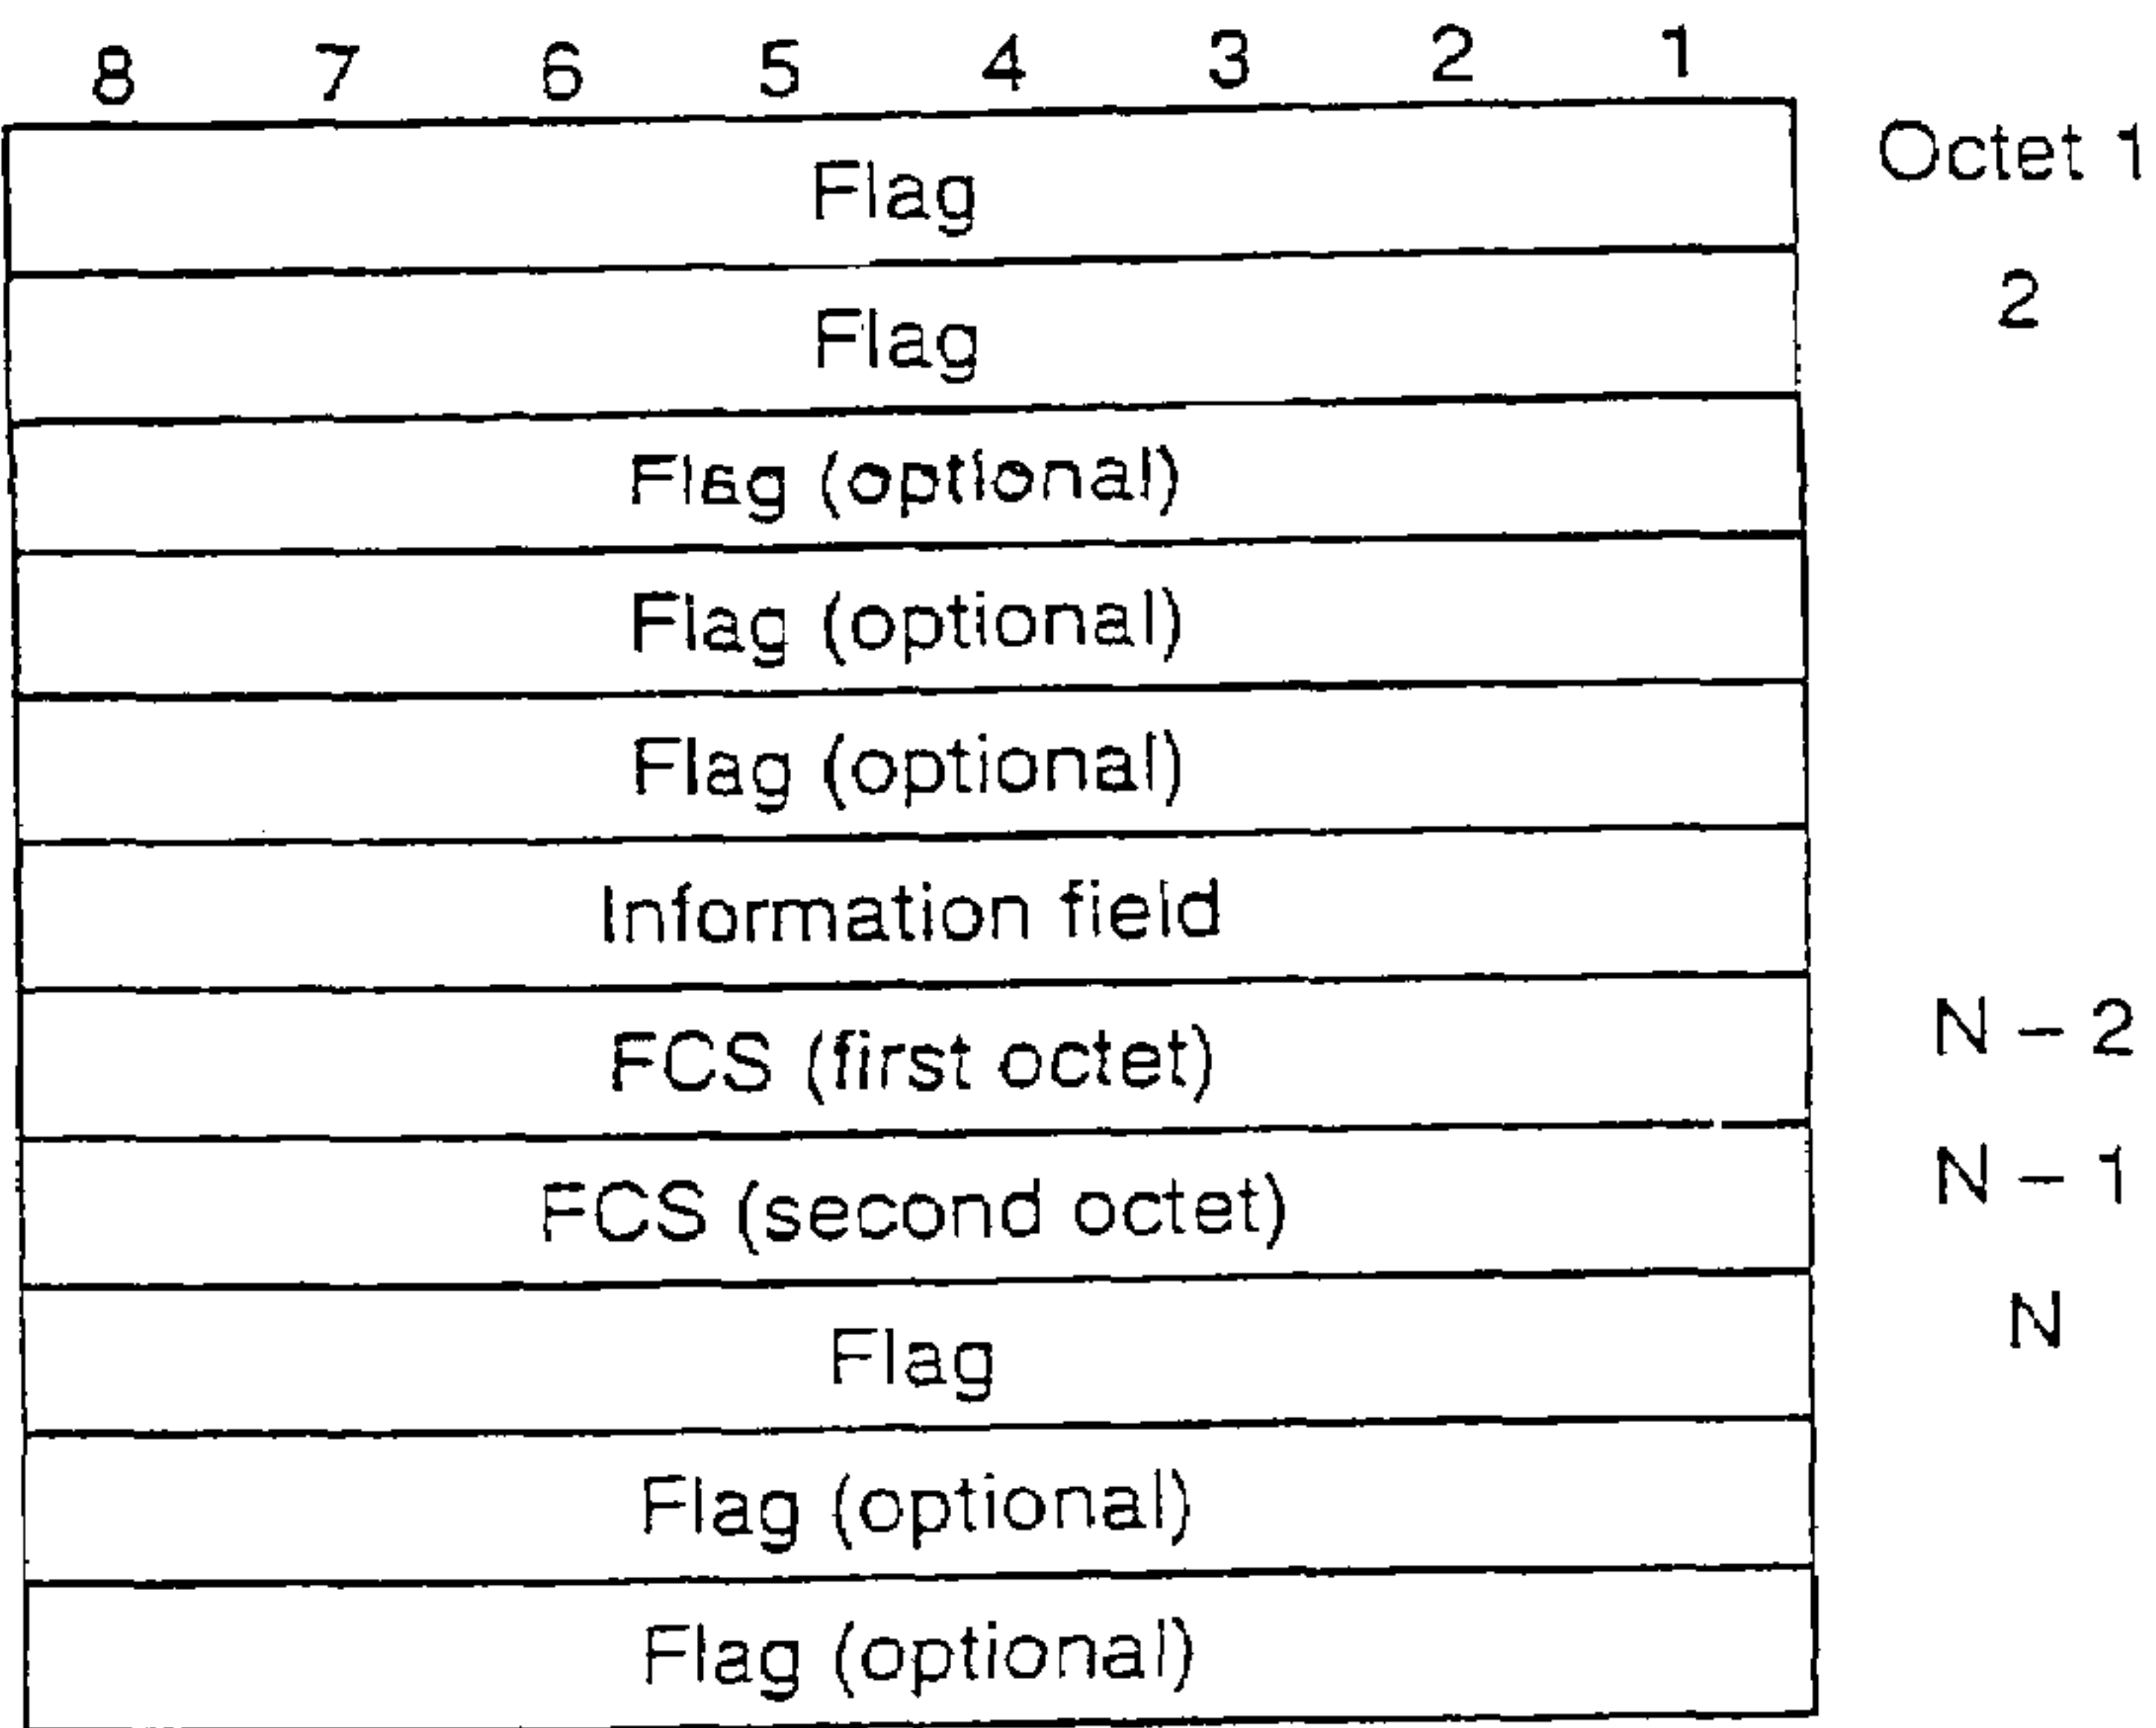 8 7 6 5 4 3 2 1
Flag Octet 1
Flag 2
Flag (optional)
Flag (optional)
Flag (optional)
Information field
FCS (first octet) N - 2
FCS (second octet) N - 1
Flag N
Flag (optional)
Flag (optional)